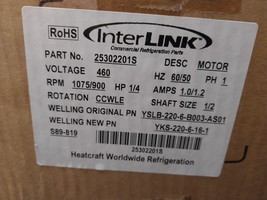 RoHS
InterLINK
Commercial Refrigeration Parts
PART No. 25302201S DESC MOTOR
VOLTAGE 460 HZ 60/50 PH 1
RPM 1075/900 HP 1/4 AMPS 1.0/1.2
ROTATION CCWLE SHAFT SIZE 1/2
WELLING ORIGINAL PN YSLB-220-6-B003-AS01
WELLING NEW PN YKS-220-6-16-1
S89-819
25302201S
Heatcraft Worldwide Refrigeration